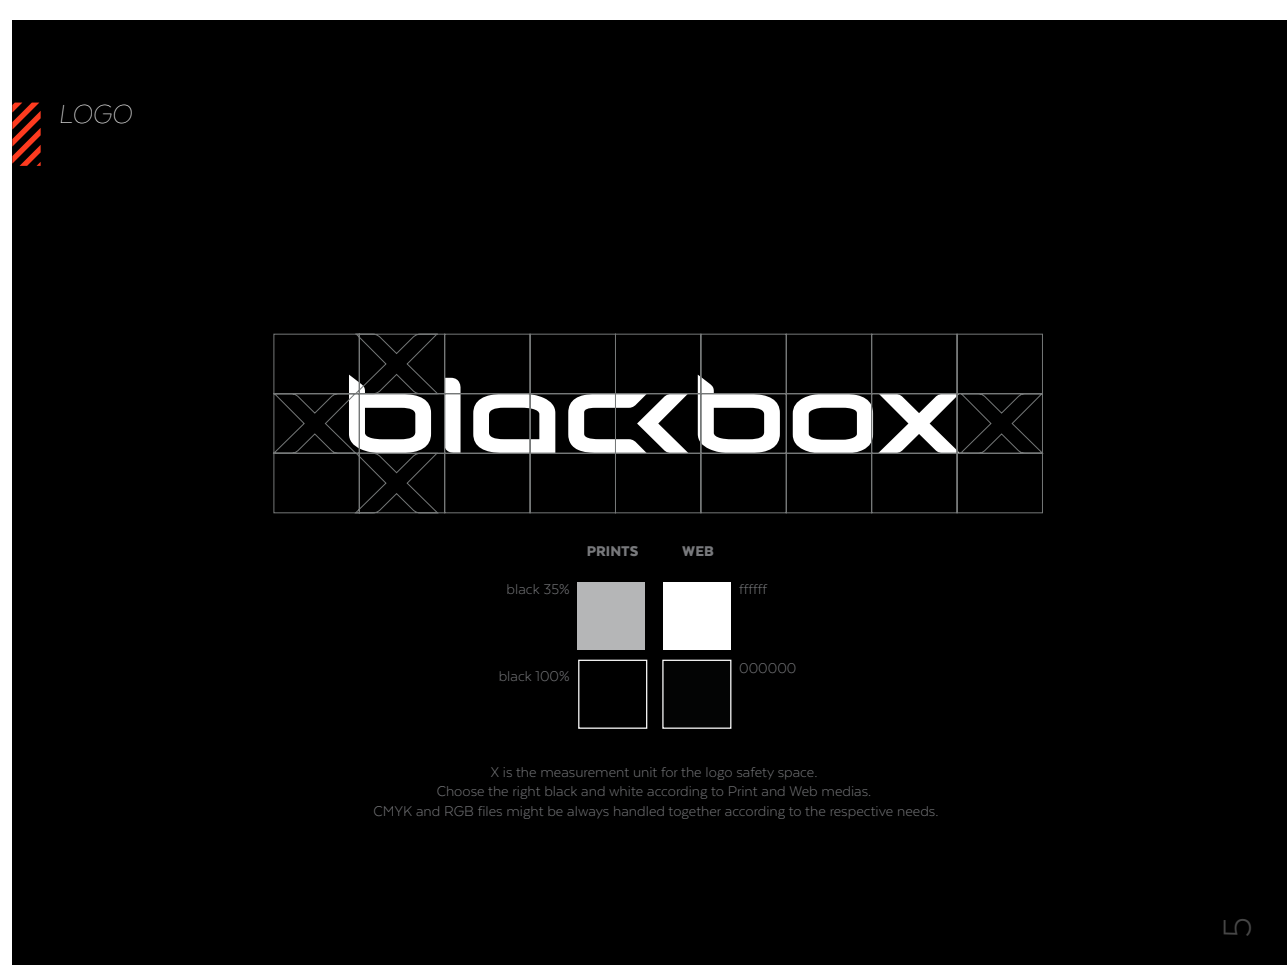 LOGO
blackbox
PRINTS WEB
black 35% ffffff
black 100% 000000
X is the measurement unit for the logo safety space.
Choose the right black and white according to Print and Web medias.
CMYK and RGB files might be always handled together according to the respective needs.
5